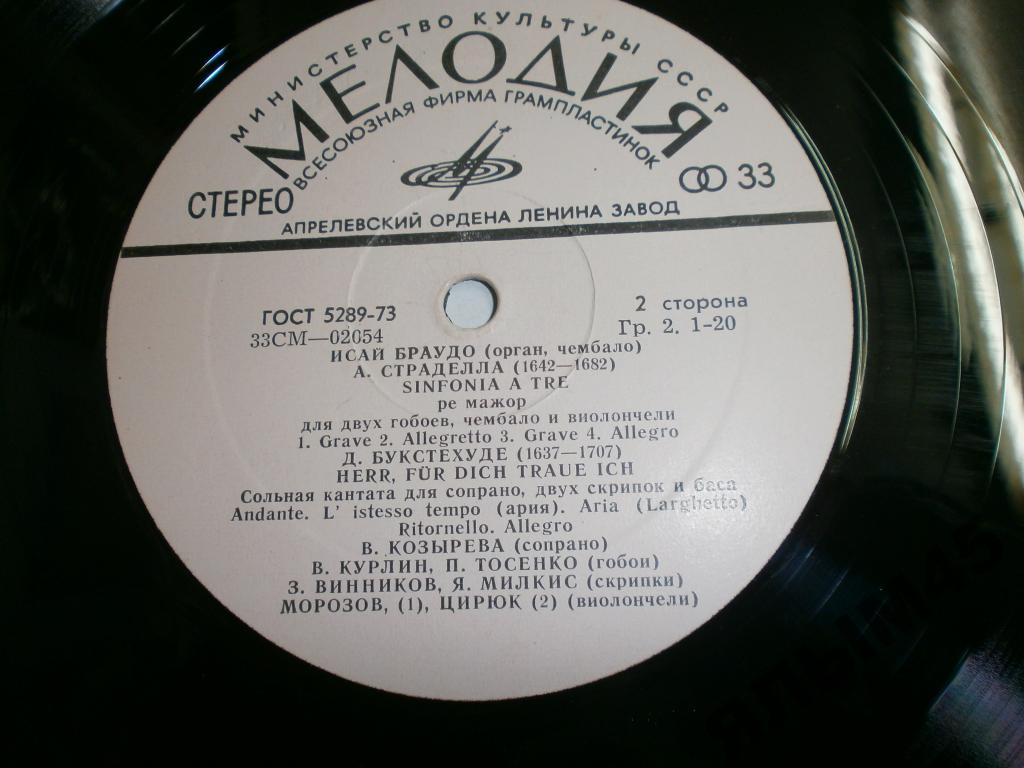 МИНИСТЕРСТВО КУЛЬТУРЫ СССР
МЕЛОДИЯ
ВСЕСОЮЗНАЯ ФИРМА ГРАМПЛАСТИНОК
СТЕРЕО
33
АПРЕЛЕВСКИЙ ОРДЕНА ЛЕНИНА ЗАВОД
ГОСТ 5289-73
2 сторона
33СМ—02054
Гр. 2. 1-20
ИСАЙ БРАУДО (орган, чембало)
А. СТРАДЕЛЛА (1642—1682)
SINFONIA A TRE
ре мажор
для двух гобоев, чембало и виолончели
1. Grave 2. Allegretto 3. Grave 4. Allegro
Д. БУКСТЕХУДЕ (1637—1707)
HERR, FÜR DICH TRAUE ICH
Сольная кантата для сопрано, двух скрипок и баса
Andante. L' istesso tempo (ария). Aria (Larghetto)
Ritornello. Allegro
В. КОЗЫРЕВА (сопрано)
В. КУРЛИН, П. ТОСЕНКО (гобои)
З. ВИННИКОВ, Я. МИЛКИС (скрипки)
МОРОЗОВ, (1), ЦИРЮК (2) (виолончели)